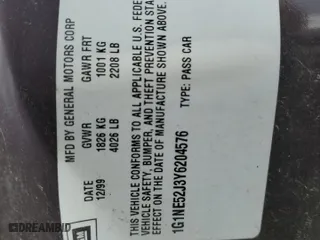 MFD BY GENERAL MOTORS CORP
DATE GVWR GAWR FRT
12/99 1826 KG 1001 KG
4026 LB 2208 LB
THIS VEHICLE CONFORMS TO ALL APPLICABLE U.S. FEDE
VEHICLE SAFETY, BUMPER, AND THEFT PREVENTION STA
IN EFFECT ON THE DATE OF MANUFACTURE SHOWN ABOVE.
1G1NE52J3Y6204576 TYPE: PASS CAR
GM